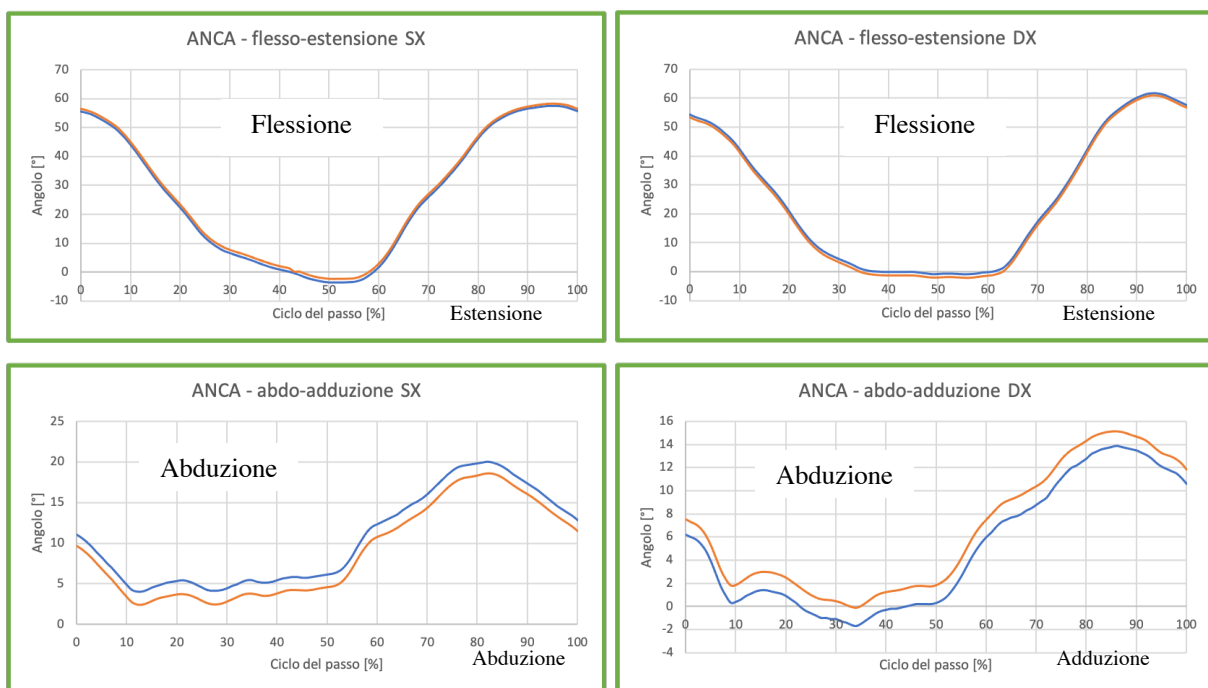 ANCA - flesso-estensione SX
70
60
50
40
30
20
10
0
-10
Angolo [°]
Flessione
0 10 20 30 40 50 60 70 80 90 100
Ciclo del passo [%]
Estensione
ANCA - flesso-estensione DX
70
60
50
40
30
20
10
0
-10
Angolo [°]
Flessione
0 10 20 30 40 50 60 70 80 90 100
Ciclo del passo [%]
Estensione
ANCA - abdo-adduzione SX
25
20
15
10
5
0
Angolo [°]
Abduzione
0 10 20 30 40 50 60 70 80 90 100
Ciclo del passo [%]
Abduzione
ANCA - abdo-adduzione DX
16
14
12
10
8
6
4
2
0
-2
-4
Angolo [°]
Abduzione
0 10 20 30 40 50 60 70 80 90 100
Ciclo del passo [%]
Adduzione